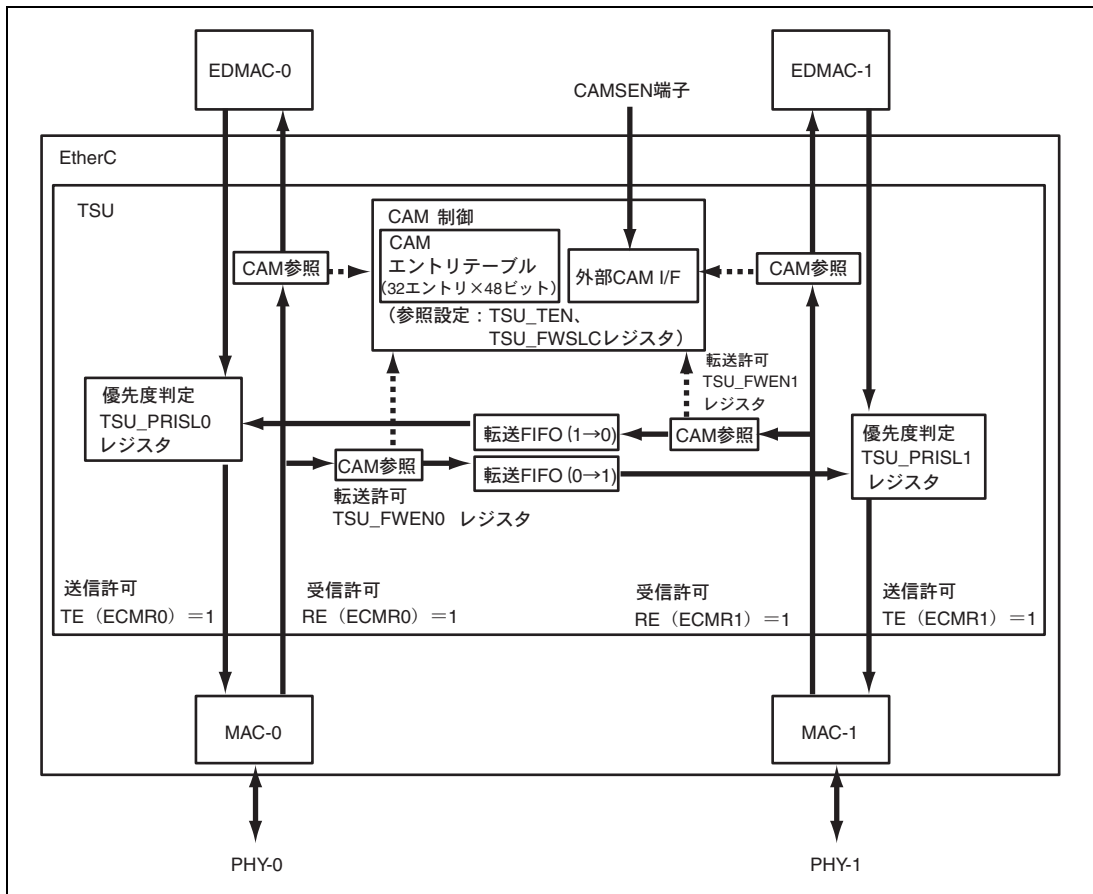 EDMAC-0
EDMAC-1
CAMSEN端子
EtherC
TSU
CAM 制御
CAM
エントリテーブル
(32エントリ×48ビット)
外部CAM I/F
(参照設定:TSU_TEN、
TSU_FWSLCレジスタ)
CAM参照
CAM参照
転送許可
TSU_FWEN1
レジスタ
優先度判定
TSU_PRISL0
レジスタ
転送FIFO (1→0)
CAM参照
優先度判定
TSU_PRISL1
レジスタ
CAM参照
転送FIFO (0→1)
転送許可
TSU_FWEN0 レジスタ
送信許可
TE(ECMR0)=1
受信許可
RE(ECMR0)=1
受信許可
RE(ECMR1)=1
送信許可
TE(ECMR1)=1
MAC-0
MAC-1
PHY-0
PHY-1